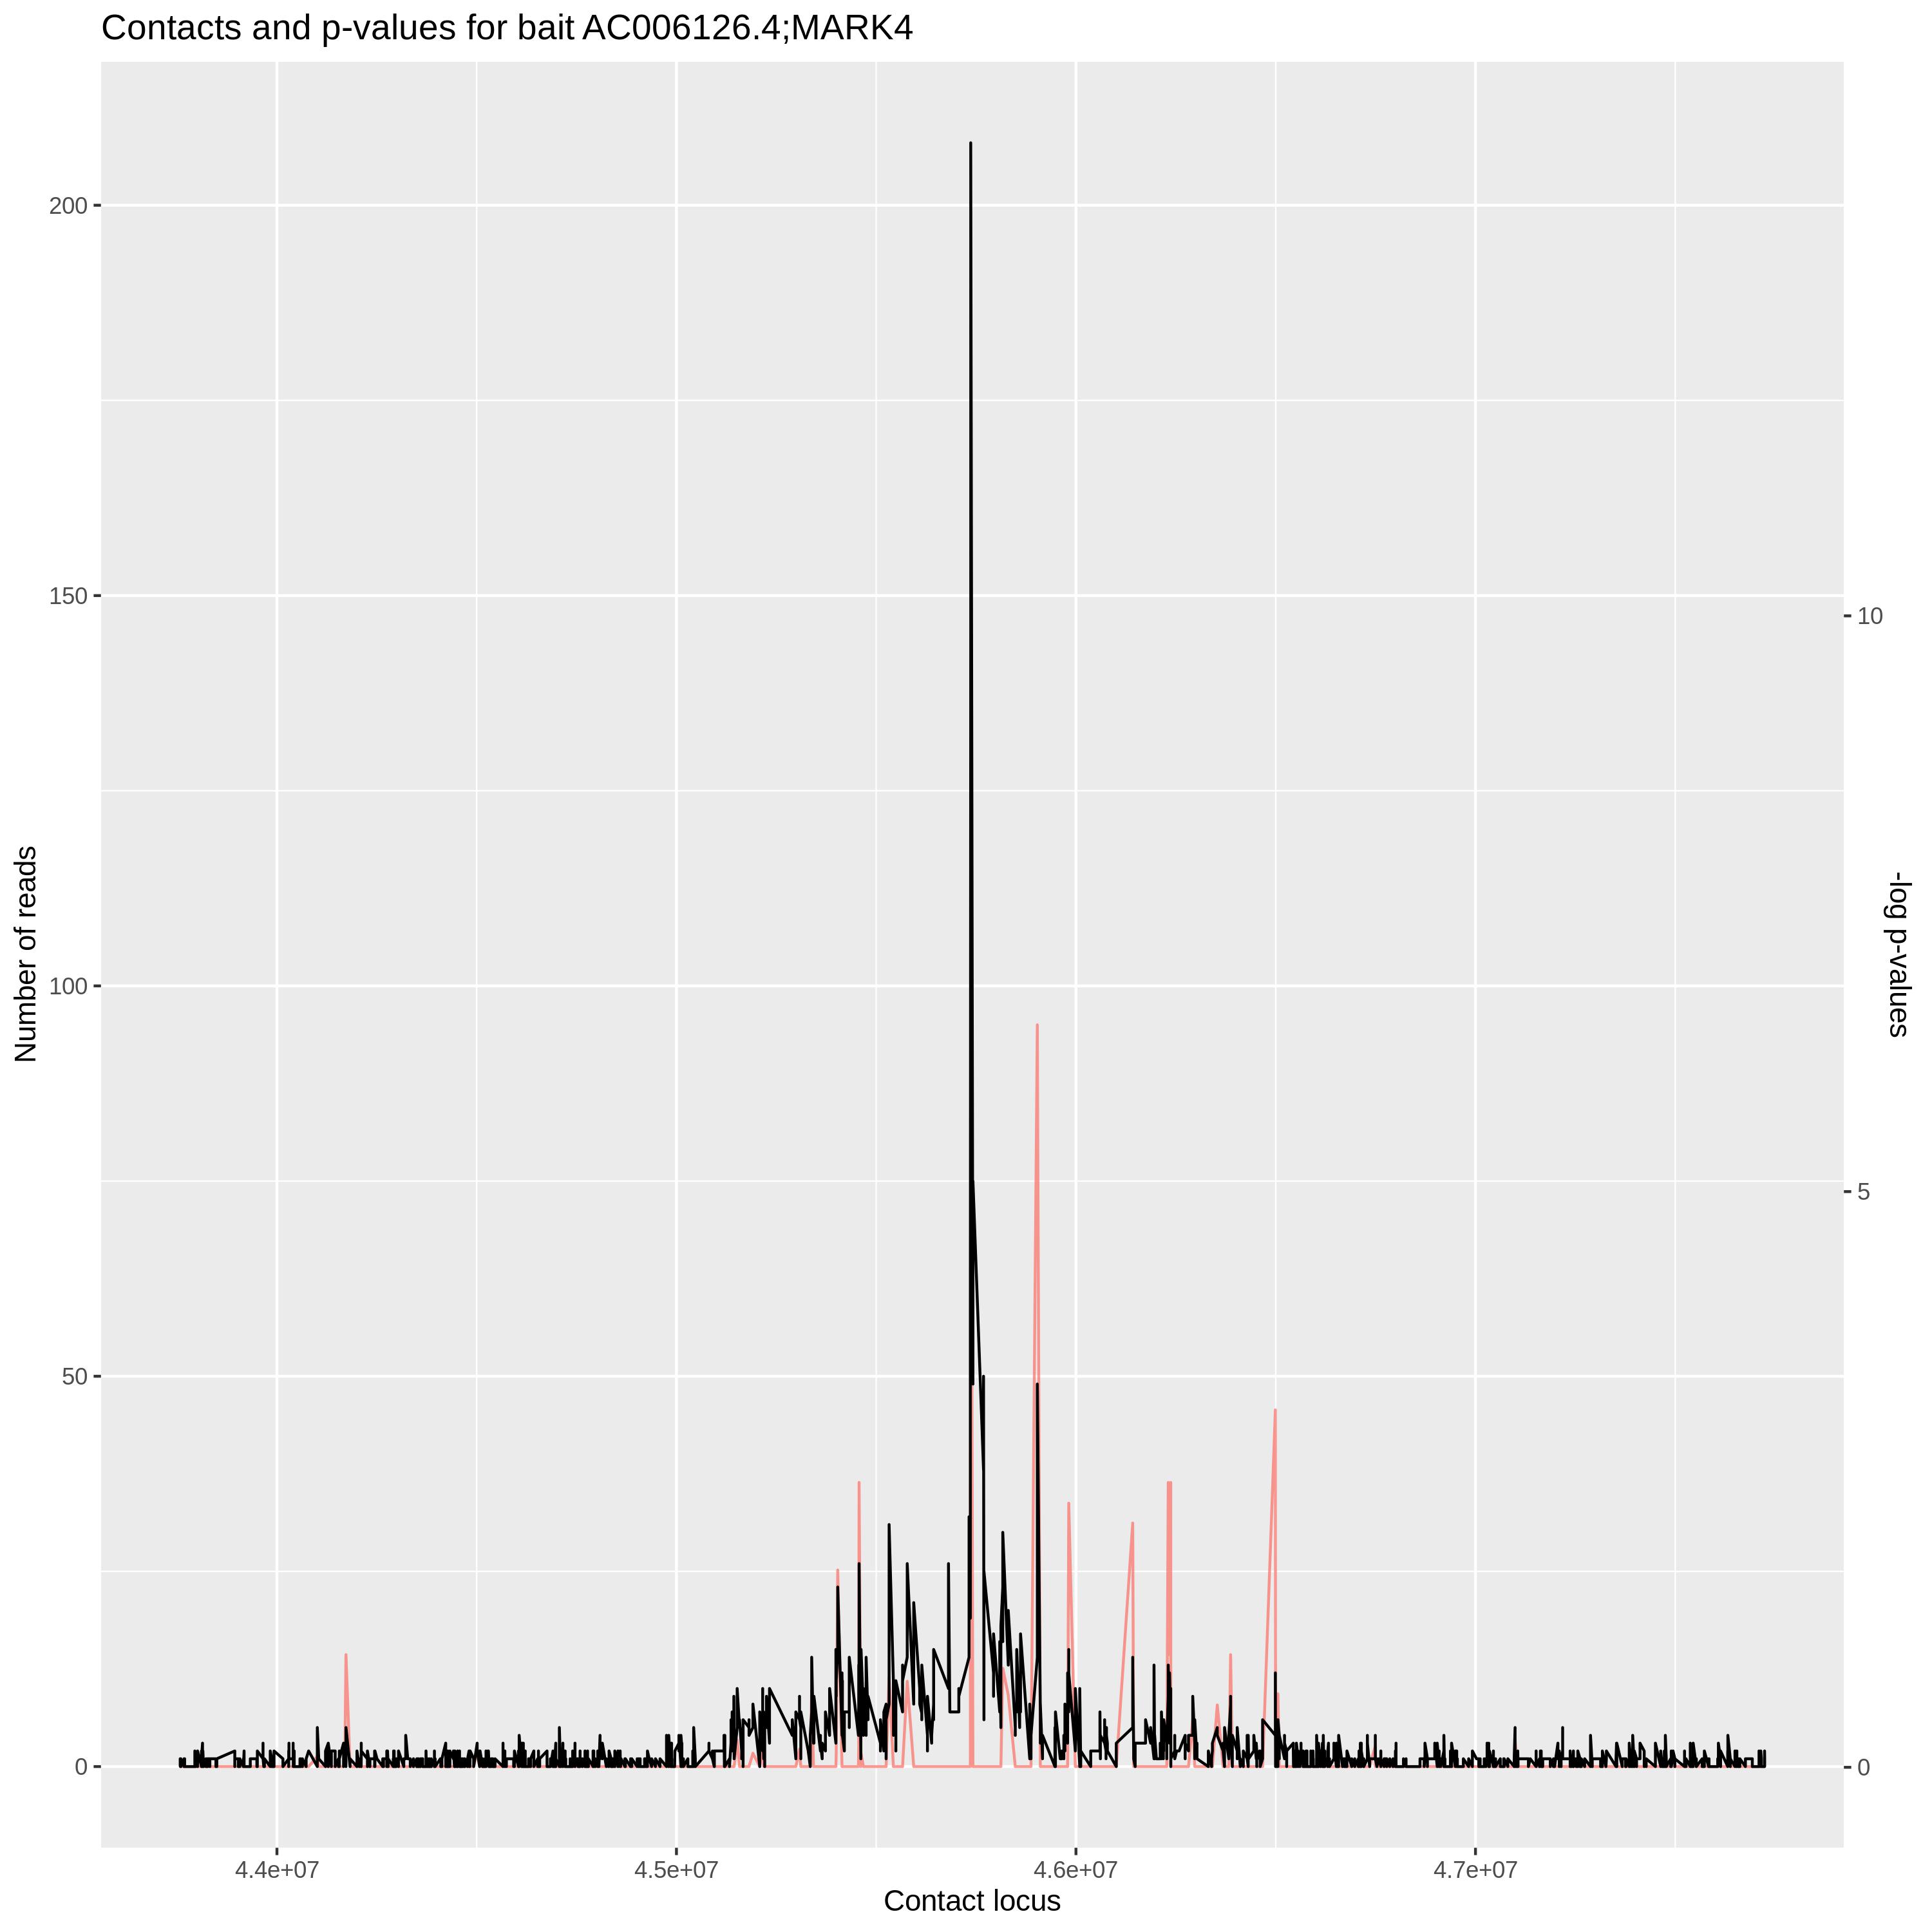 Contacts and p-values for bait AC006126.4;MARK4
200
150
100
50
0
Number of reads
10
5
0
-log p-values
4.4e+07
4.5e+07
4.6e+07
4.7e+07
Contact locus